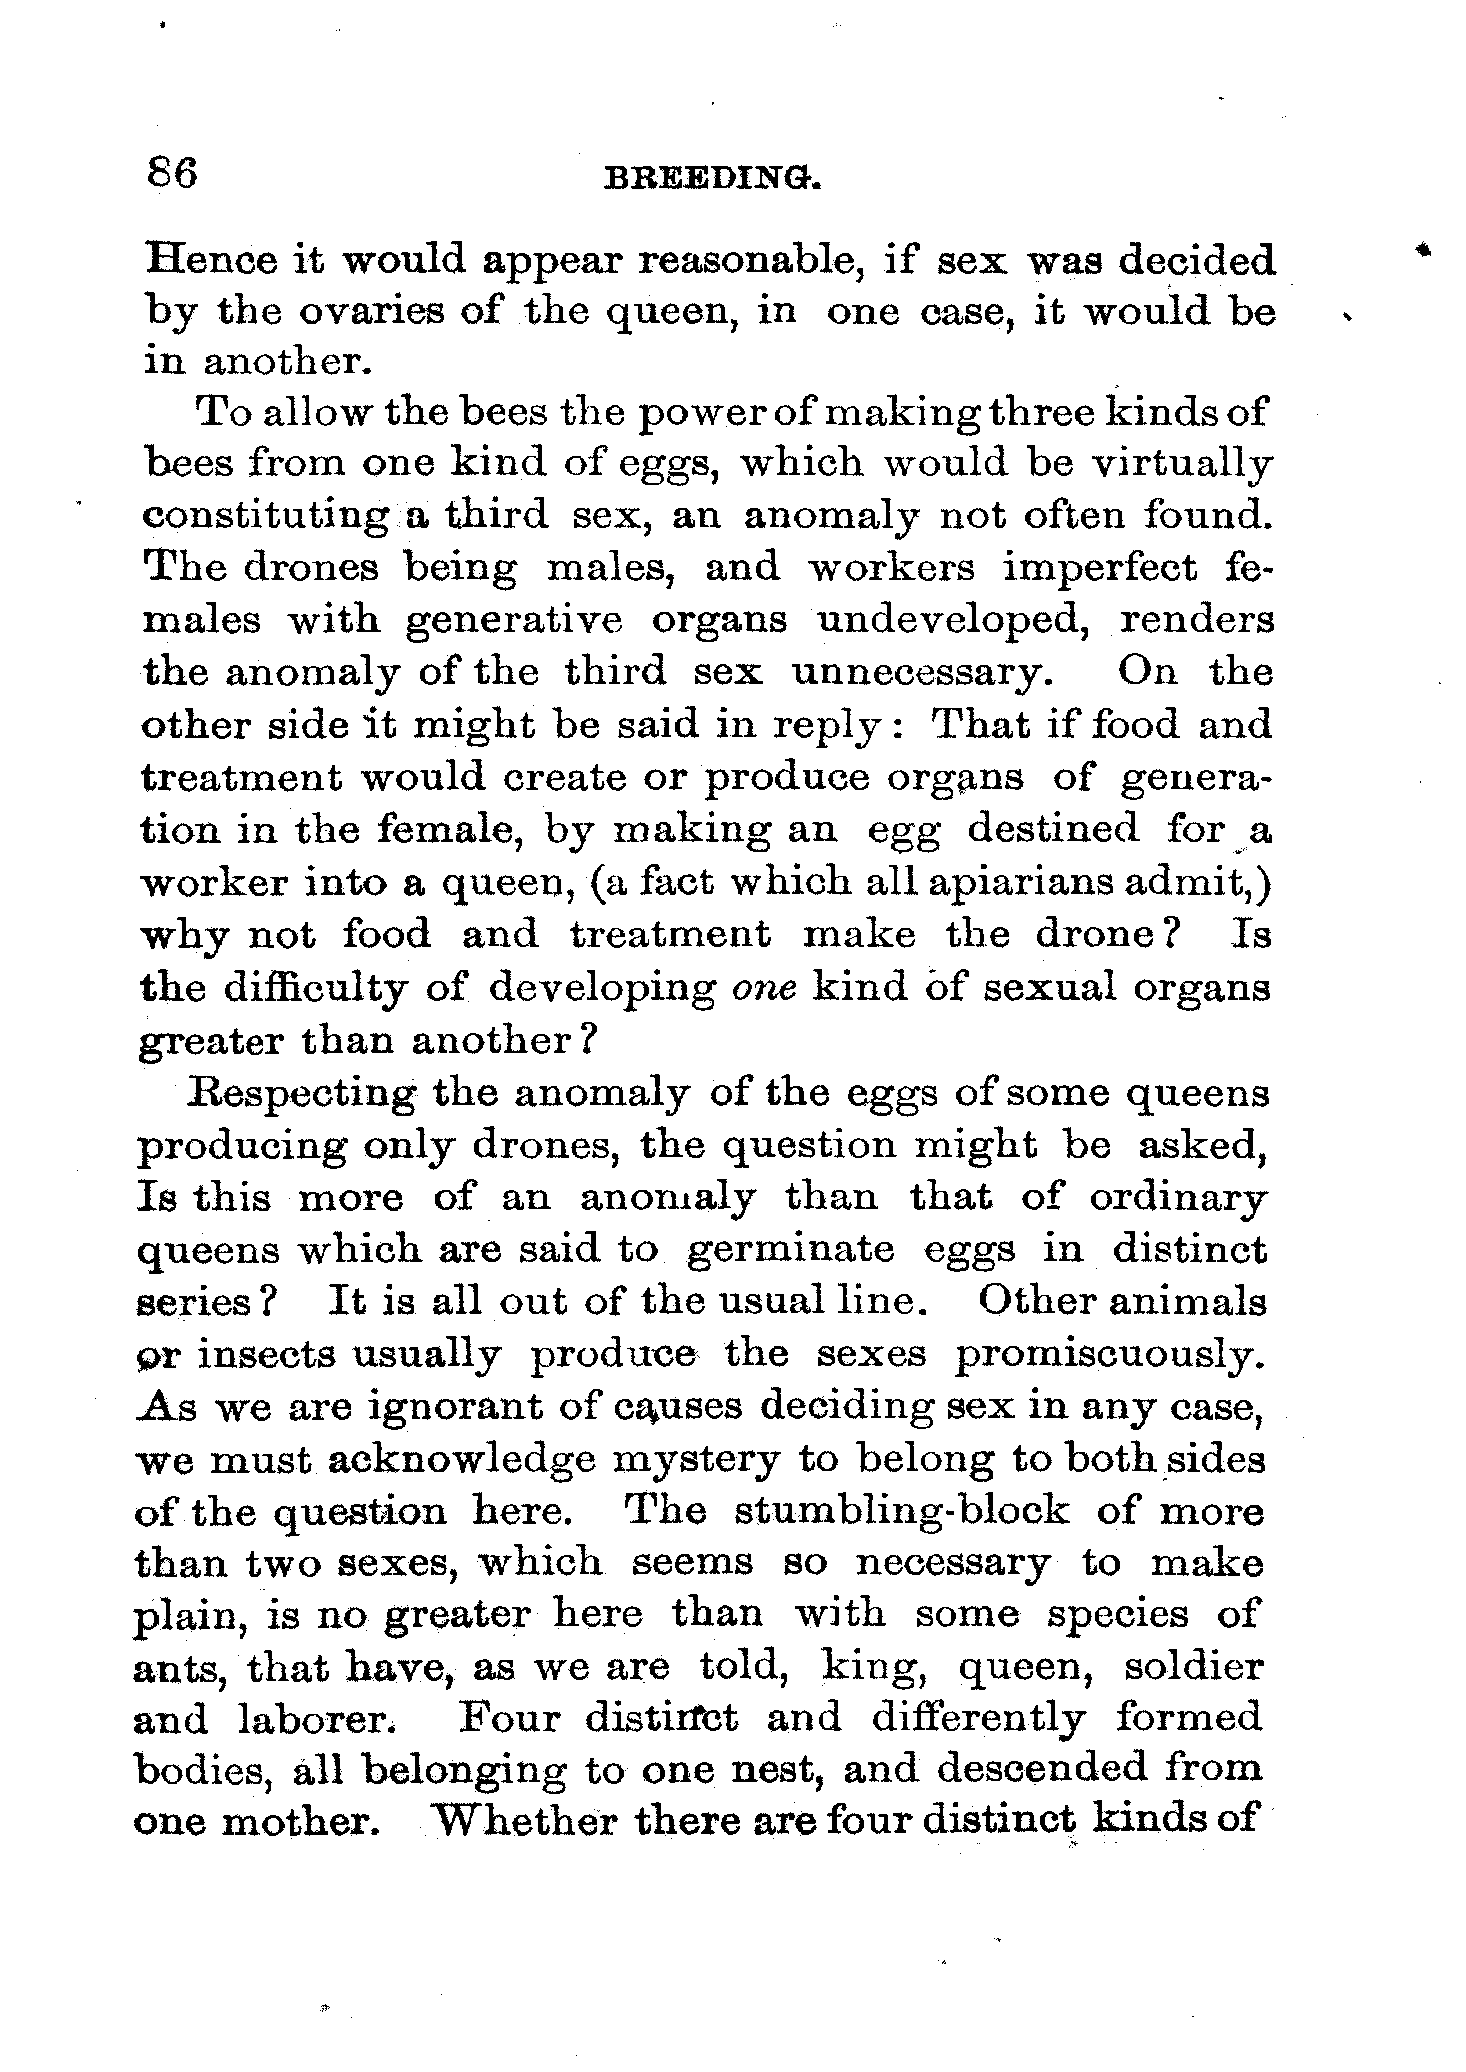 86 BREEDING.
Hence it would appear reasonable, if sex was decided
by the ovaries of the queen, in one case, it would be
in another.
To allow the bees the power of making three kinds of
bees from one kind of eggs, which would be virtually
constituting a third sex, an anomaly not often found.
The drones being males, and workers imperfect fe-
males with generative organs undeveloped, renders
the anomaly of the third sex unnecessary. On the
other side it might be said in reply: That if food and
treatment would create or produce organs of genera-
tion in the female, by making an egg destined for a
worker into a queen, (a fact which all apiarians admit,)
why not food and treatment make the drone? Is
the difficulty of developing one kind of sexual organs
greater than another?
Respecting the anomaly of the eggs of some queens
producing only drones, the question might be asked,
Is this more of an anomaly than that of ordinary
queens which are said to germinate eggs in distinct
series? It is all out of the usual line. Other animals
or insects usually produce the sexes promiscuously.
As we are ignorant of causes deciding sex in any case,
we must acknowledge mystery to belong to both sides
of the question here. The stumbling-block of more
than two sexes, which seems so necessary to make
plain, is no greater here than with some species of
ants, that have, as we are told, king, queen, soldier
and laborer. Four distinct and differently formed
bodies, all belonging to one nest, and descended from
one mother. Whether there are four distinct kinds of